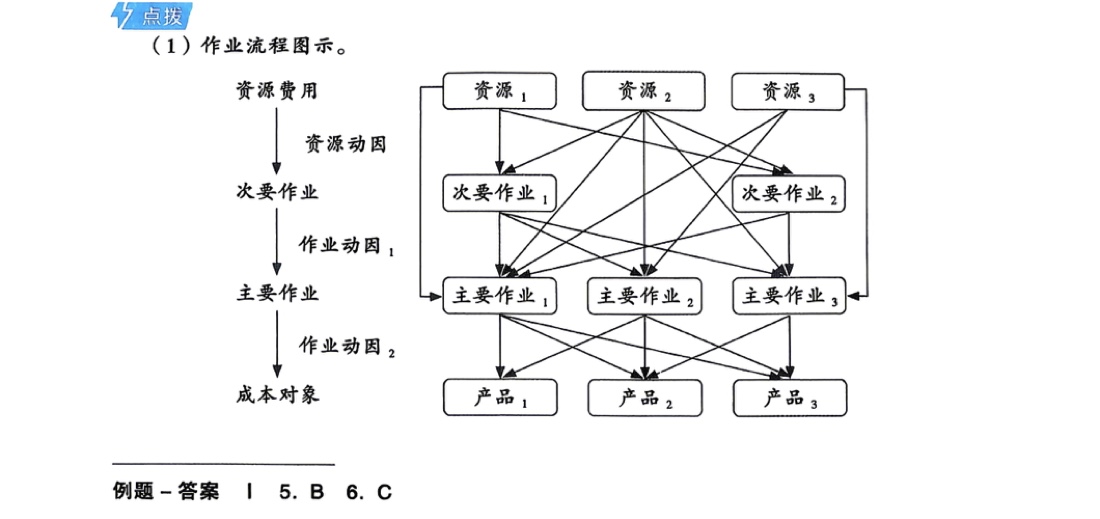 点拨
（1）作业流程图示。
资源费用
资源动因
次要作业
作业动因₁
主要作业
作业动因₂
成本对象
资源₁ 资源₂ 资源₃
次要作业₁ 次要作业₂
主要作业₁ 主要作业₂ 主要作业₃
产品₁ 产品₂ 产品₃
例题－答案 | 5. B 6. C